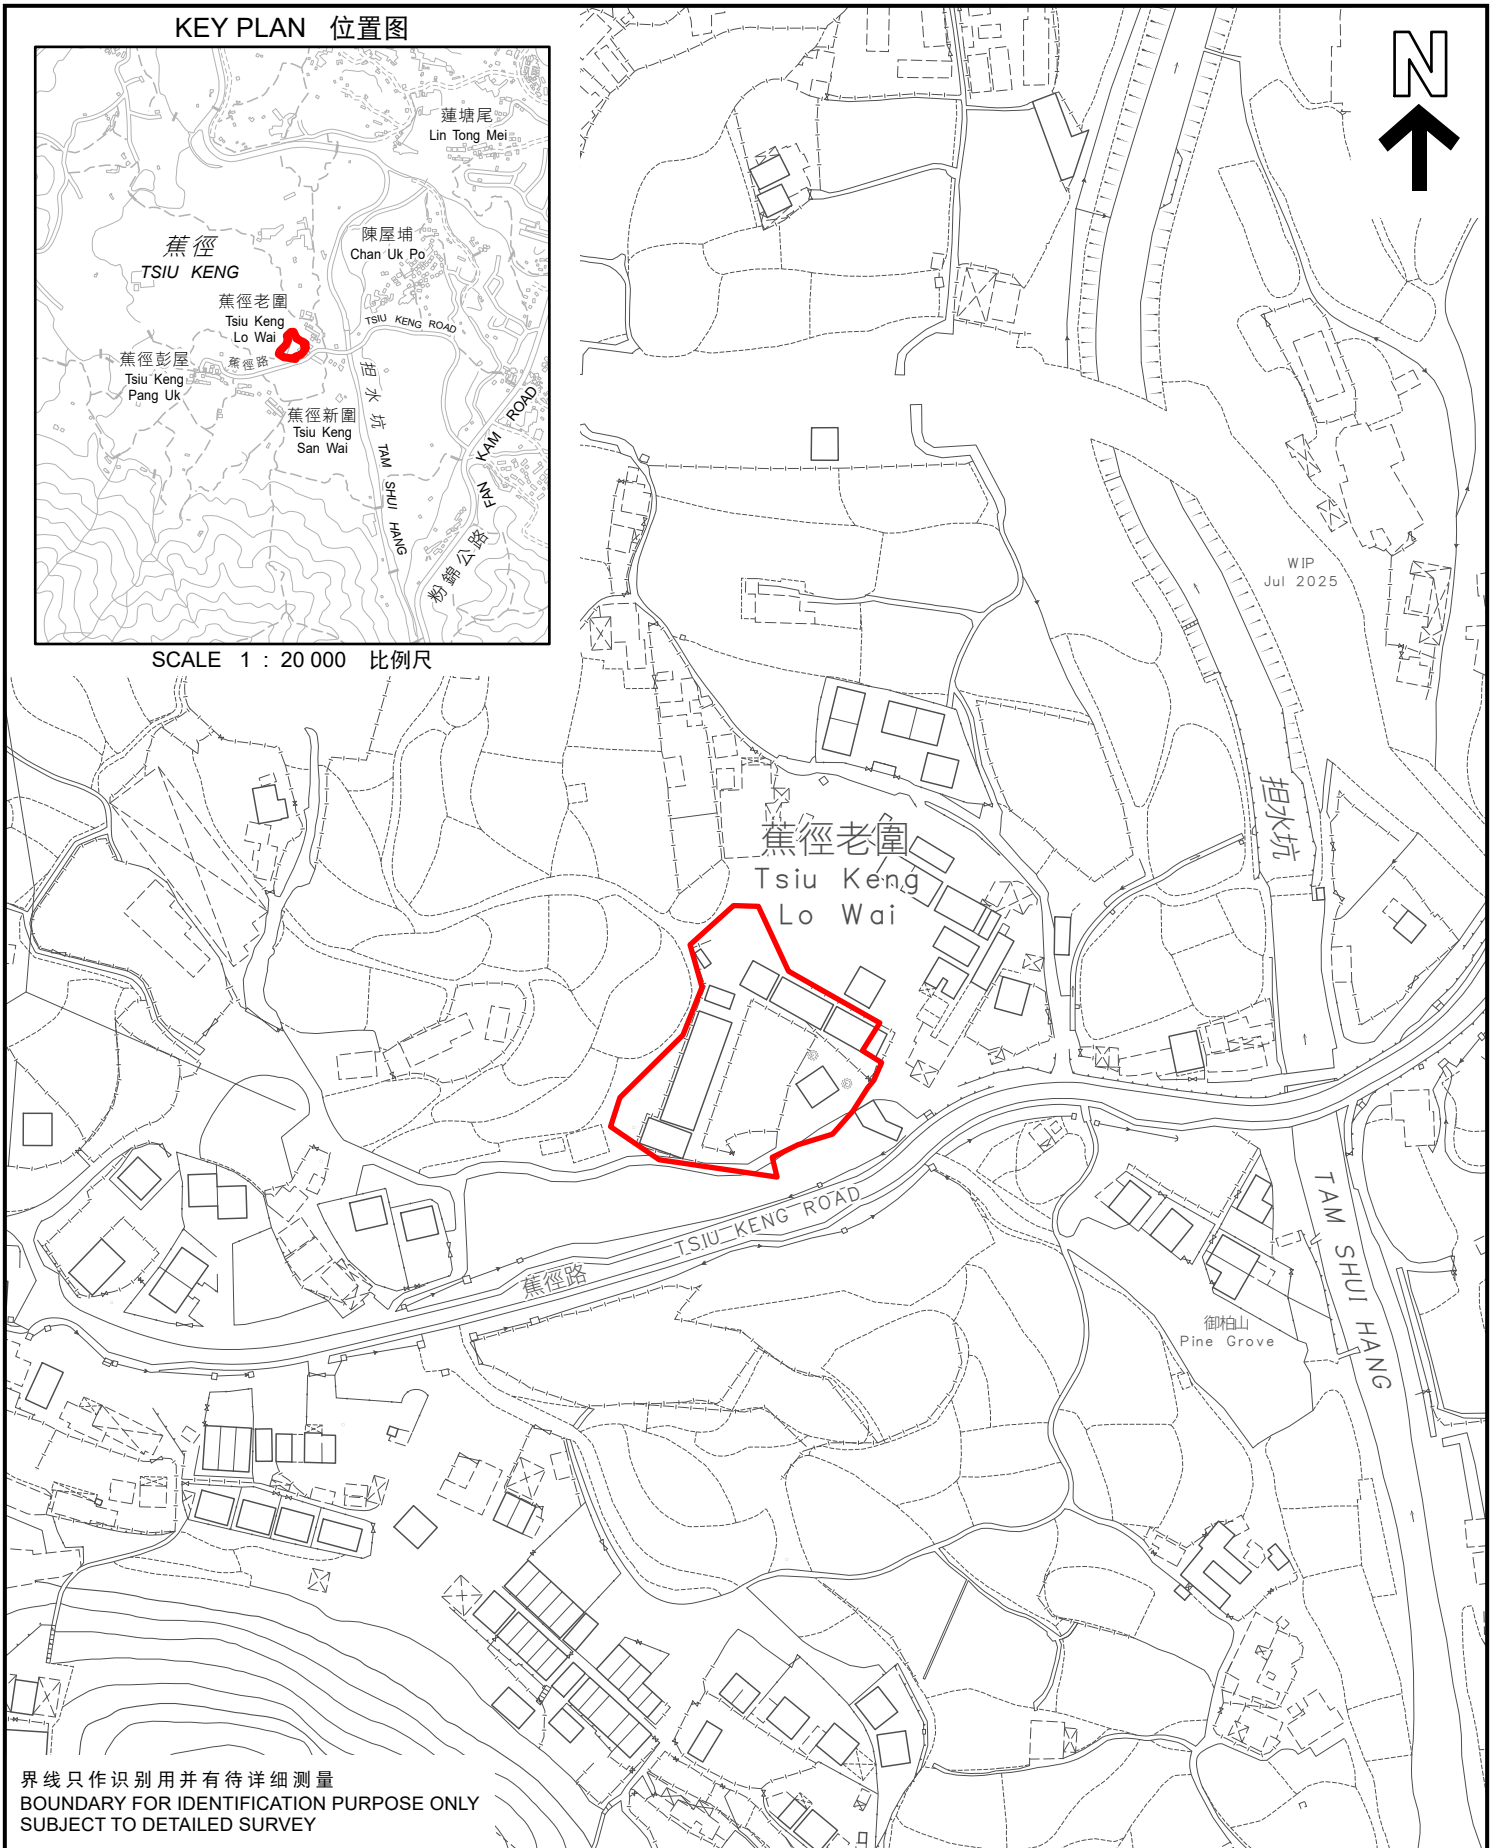 KEY PLAN 位置图
蓮塘尾
Lin Tong Mei
陳屋埔
Chan Uk Po
蕉徑
TSIU KENG
蕉徑老圍
Tsiu Keng
Lo Wai
TSIU KENG ROAD
蕉徑路
蕉徑彭屋
Tsiu Keng
Pang Uk
蕉徑新圍
Tsiu Keng
San Wai
担水坑
TAM SHUI HANG
FAN KAM ROAD
粉錦公路
SCALE 1 : 20 000 比例尺
N
WIP
Jul 2025
担水坑
蕉徑老圍
Tsiu Keng
Lo Wai
TSIU KENG ROAD
蕉徑路
TAM SHUI HANG
御柏山
Pine Grove
界线只作识别用并有待详细测量
BOUNDARY FOR IDENTIFICATION PURPOSE ONLY
SUBJECT TO DETAILED SURVEY